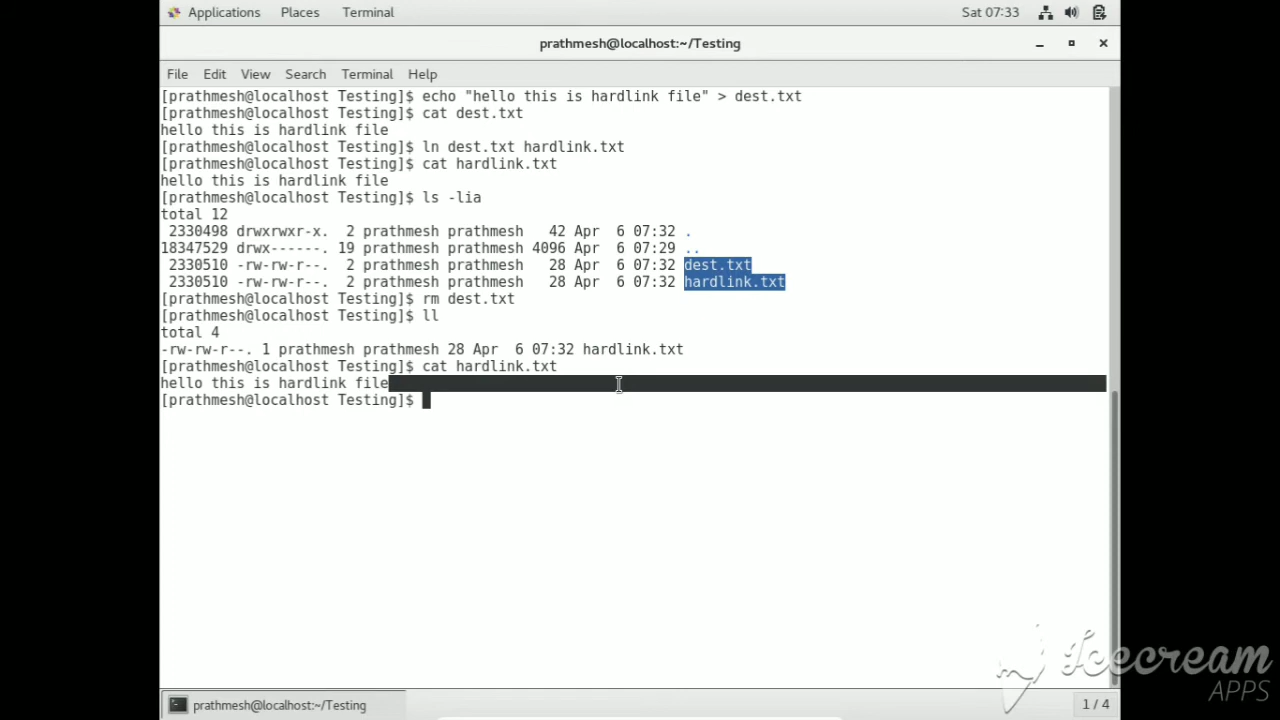 Applications Places Terminal Sat 07:33
prathmesh@localhost:~/Testing
File Edit View Search Terminal Help
[prathmesh@localhost Testing]$ echo "hello this is hardlink file" > dest.txt
[prathmesh@localhost Testing]$ cat dest.txt
hello this is hardlink file
[prathmesh@localhost Testing]$ ln dest.txt hardlink.txt
[prathmesh@localhost Testing]$ cat hardlink.txt
hello this is hardlink file
[prathmesh@localhost Testing]$ ls -lia
total 12
 2330498 drwxrwxr-x.  2 prathmesh prathmesh   42 Apr  6 07:32 .
18347529 drwx------. 19 prathmesh prathmesh 4096 Apr  6 07:29 ..
 2330510 -rw-rw-r--.  2 prathmesh prathmesh   28 Apr  6 07:32 dest.txt
 2330510 -rw-rw-r--.  2 prathmesh prathmesh   28 Apr  6 07:32 hardlink.txt
[prathmesh@localhost Testing]$ rm dest.txt
[prathmesh@localhost Testing]$ ll
total 4
-rw-rw-r--. 1 prathmesh prathmesh 28 Apr  6 07:32 hardlink.txt
[prathmesh@localhost Testing]$ cat hardlink.txt
hello this is hardlink file
[prathmesh@localhost Testing]$
Icecream
APPS
prathmesh@localhost:~/Testing 1 / 4